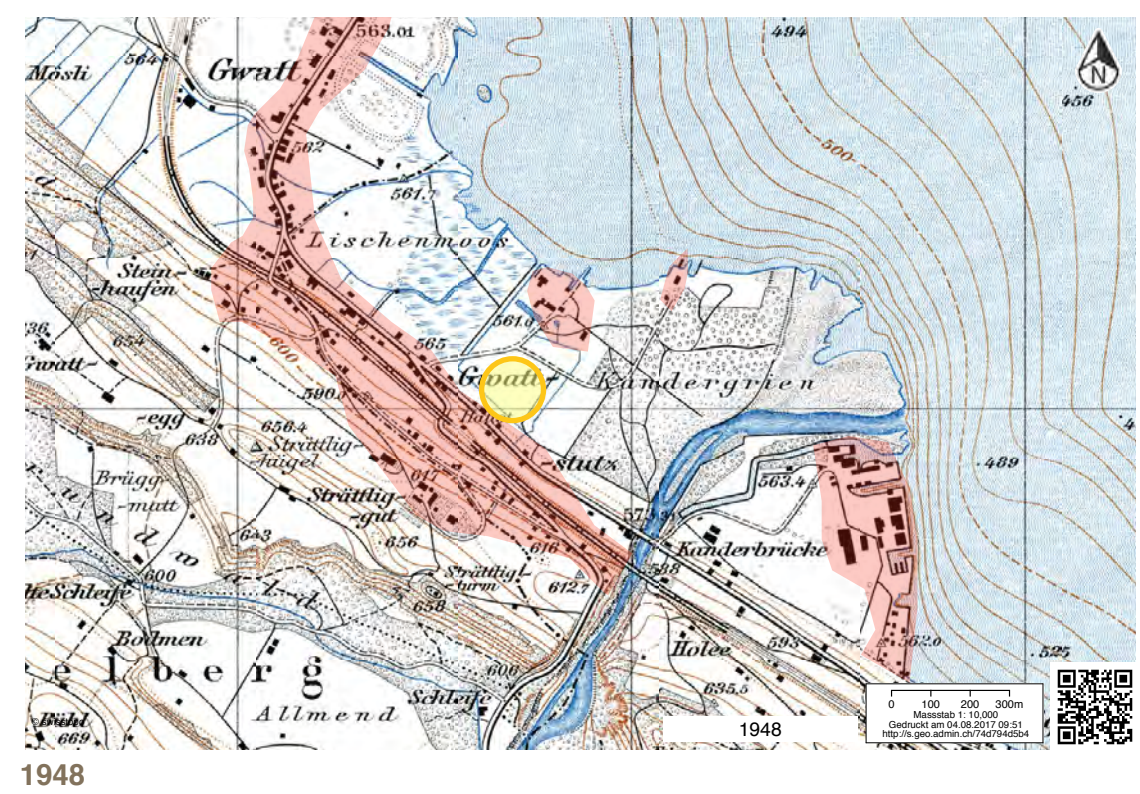 563.01
494
Gwatt
Mösli
564
456
562
500
561.7
Lischenmoos
Stein-
-haufen
561.0
654
565
600
Gwatt-
Kandergrien
Gwatt-
590.
-egg
638
656.4
Strättlig-
-hügel
-stutz
489
563.4
Brügg-
-matt
Strättlig-
-gut
656
643
616
Kanderbrücke
Strättlig-
turm
612.7
588
600
658
Bodmen
593
562.0
Holee
606
525
635,5
Schleife
Allmend
669
elberg
0 100 200 300m
Massstab 1: 10,000
Gedruckt am 04.08.2017 09:51
http://s.geo.admin.ch/74d794d5b4
1948
N
1948